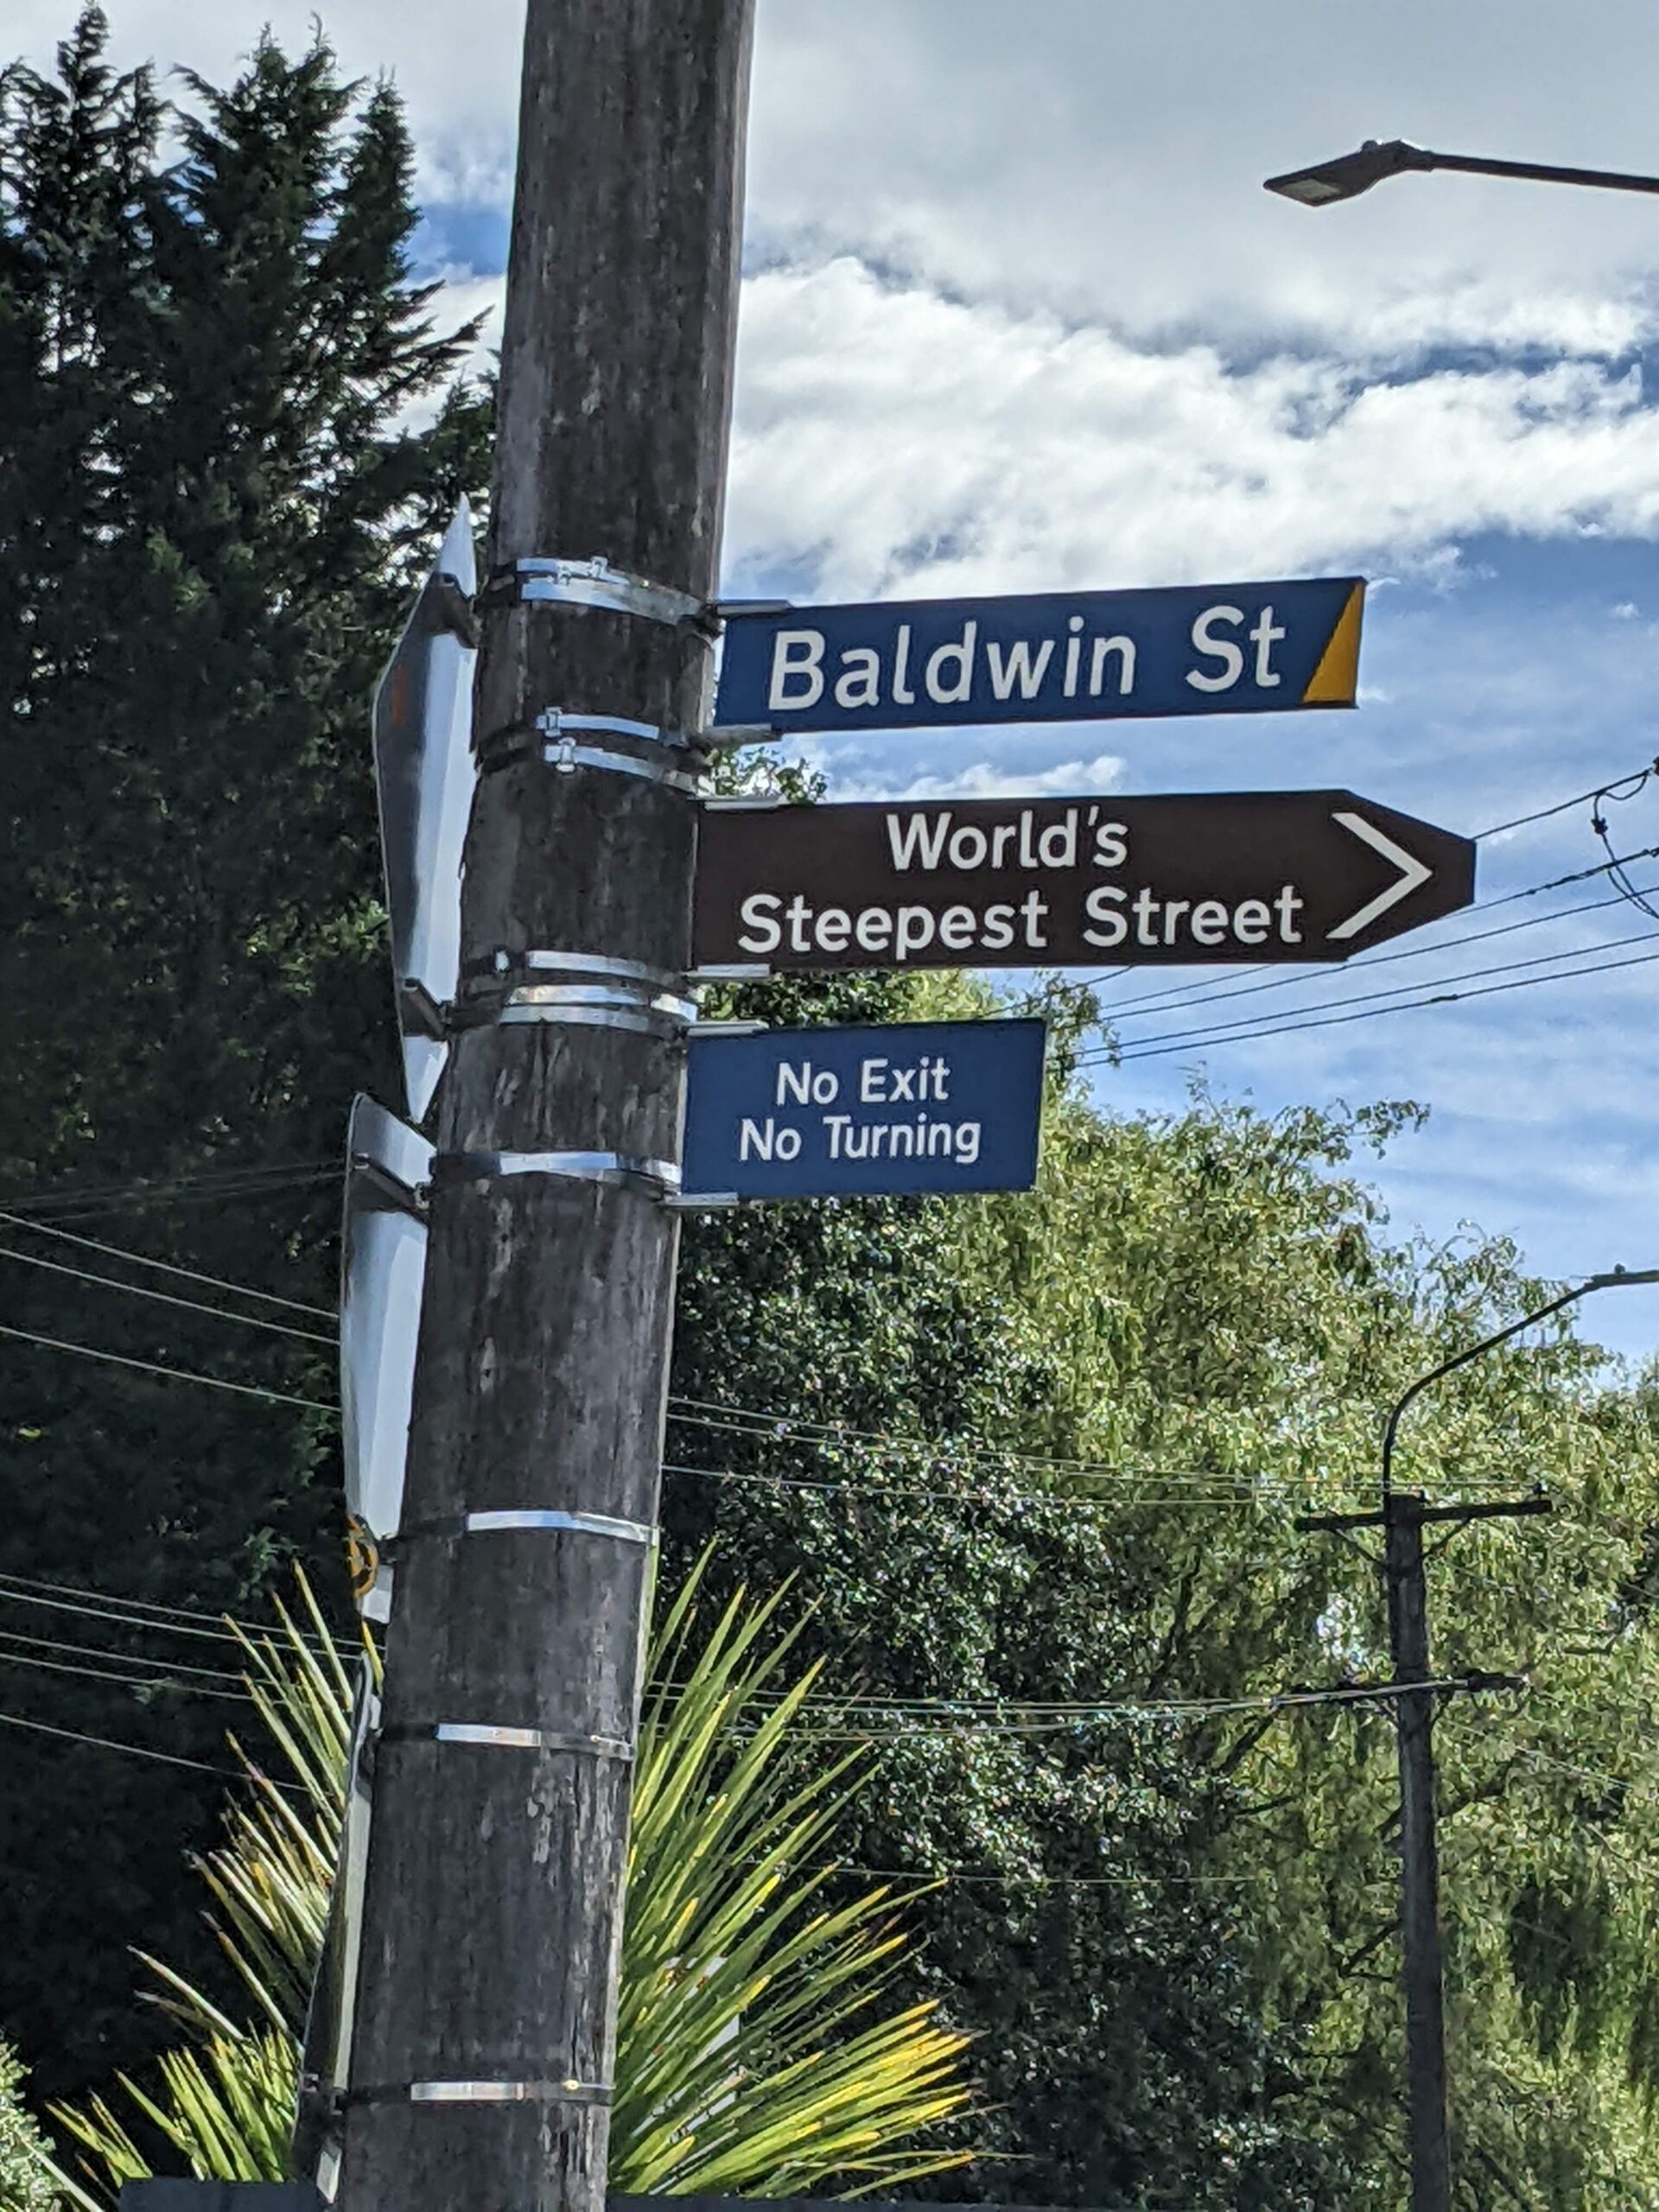 Baldwin St
World's
Steepest Street
No Exit
No Turning